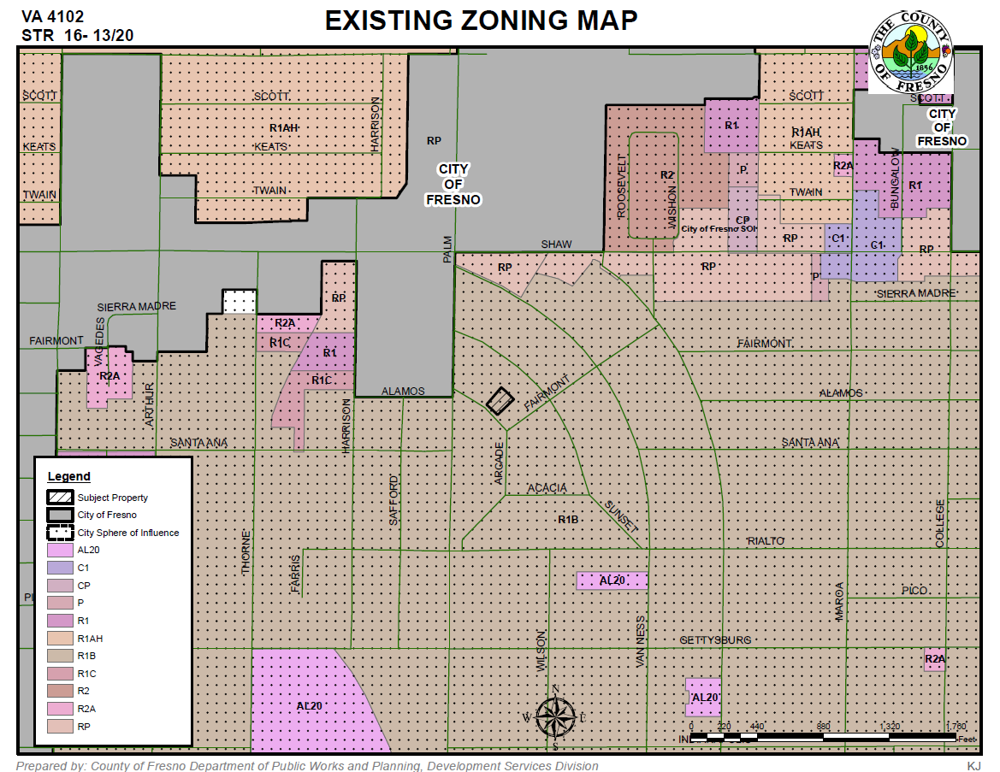 VA 4102
STR 16- 13/20
EXISTING ZONING MAP
THE COUNTY OF FRESNO
1856
SCOTT
SCOTT
HARRISON
R1AH
KEATS
KEATS
TWAIN
TWAIN
RP
CITY
OF
FRESNO
PALM
SHAW
ROOSEVELT
R2
WISHON
R1
P
CP
City of Fresno SOI
SCOTT
R1AH
KEATS
R2A
TWAIN
RP
C1
C1
BUNGALOW
R1
RP
SCOTT
CITY
OF
FRESNO
RP
RP
P
SIERRA MADRE
SIERRA MADRE
RP
R2A
R1C
R1
R1C
FAIRMONT
VAGEDES
R2A
ARTHUR
ALAMOS
HARRISON
SANTA ANA
FAIRMONT
FAIRMONT
ALAMOS
SANTA ANA
ARCADE
ACACIA
SUNSET
R1B
SAFFORD
THORNE
FARRIS
RIALTO
COLLEGE
AL20
MAROA
PICO
PI
WILSON
VAN NESS
GETTYSBURG
R2A
AL20
AL20
N
W
E
S
0
220
440
880
1,320
1,760
Feet
Legend
Subject Property
City of Fresno
City Sphere of Influence
AL20
C1
CP
P
R1
R1AH
R1B
R1C
R2
R2A
RP
Prepared by: County of Fresno Department of Public Works and Planning, Development Services Division
KJ